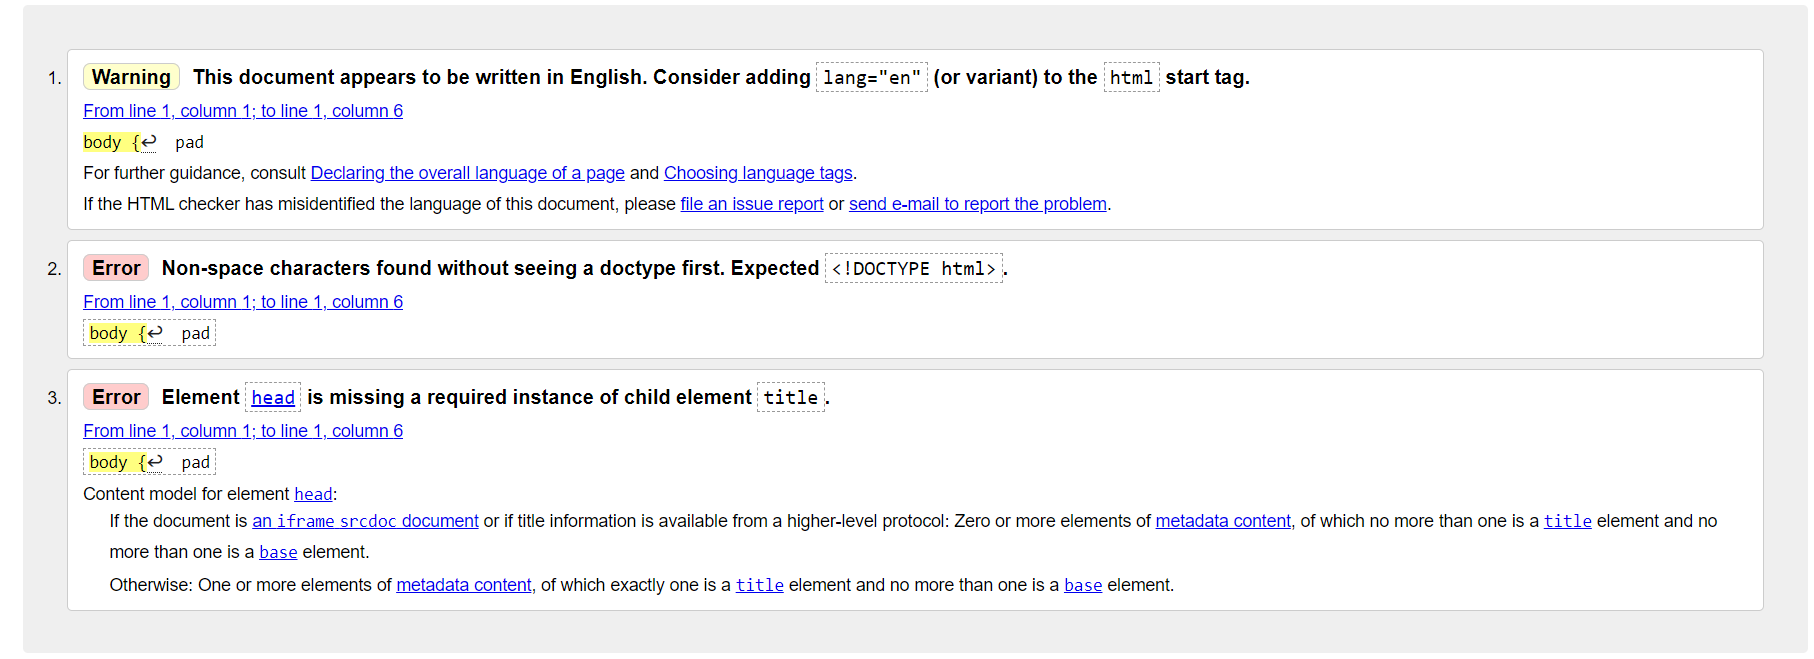 1. Warning This document appears to be written in English. Consider adding lang="en" (or variant) to the html start tag.
From line 1, column 1; to line 1, column 6
body {↩ pad
For further guidance, consult Declaring the overall language of a page and Choosing language tags.
If the HTML checker has misidentified the language of this document, please file an issue report or send e-mail to report the problem.
2. Error Non-space characters found without seeing a doctype first. Expected <!DOCTYPE html>.
From line 1, column 1; to line 1, column 6
body {↩ pad
3. Error Element head is missing a required instance of child element title.
From line 1, column 1; to line 1, column 6
body {↩ pad
Content model for element head:
If the document is an iframe srcdoc document or if title information is available from a higher-level protocol: Zero or more elements of metadata content, of which no more than one is a title element and no
more than one is a base element.
Otherwise: One or more elements of metadata content, of which exactly one is a title element and no more than one is a base element.